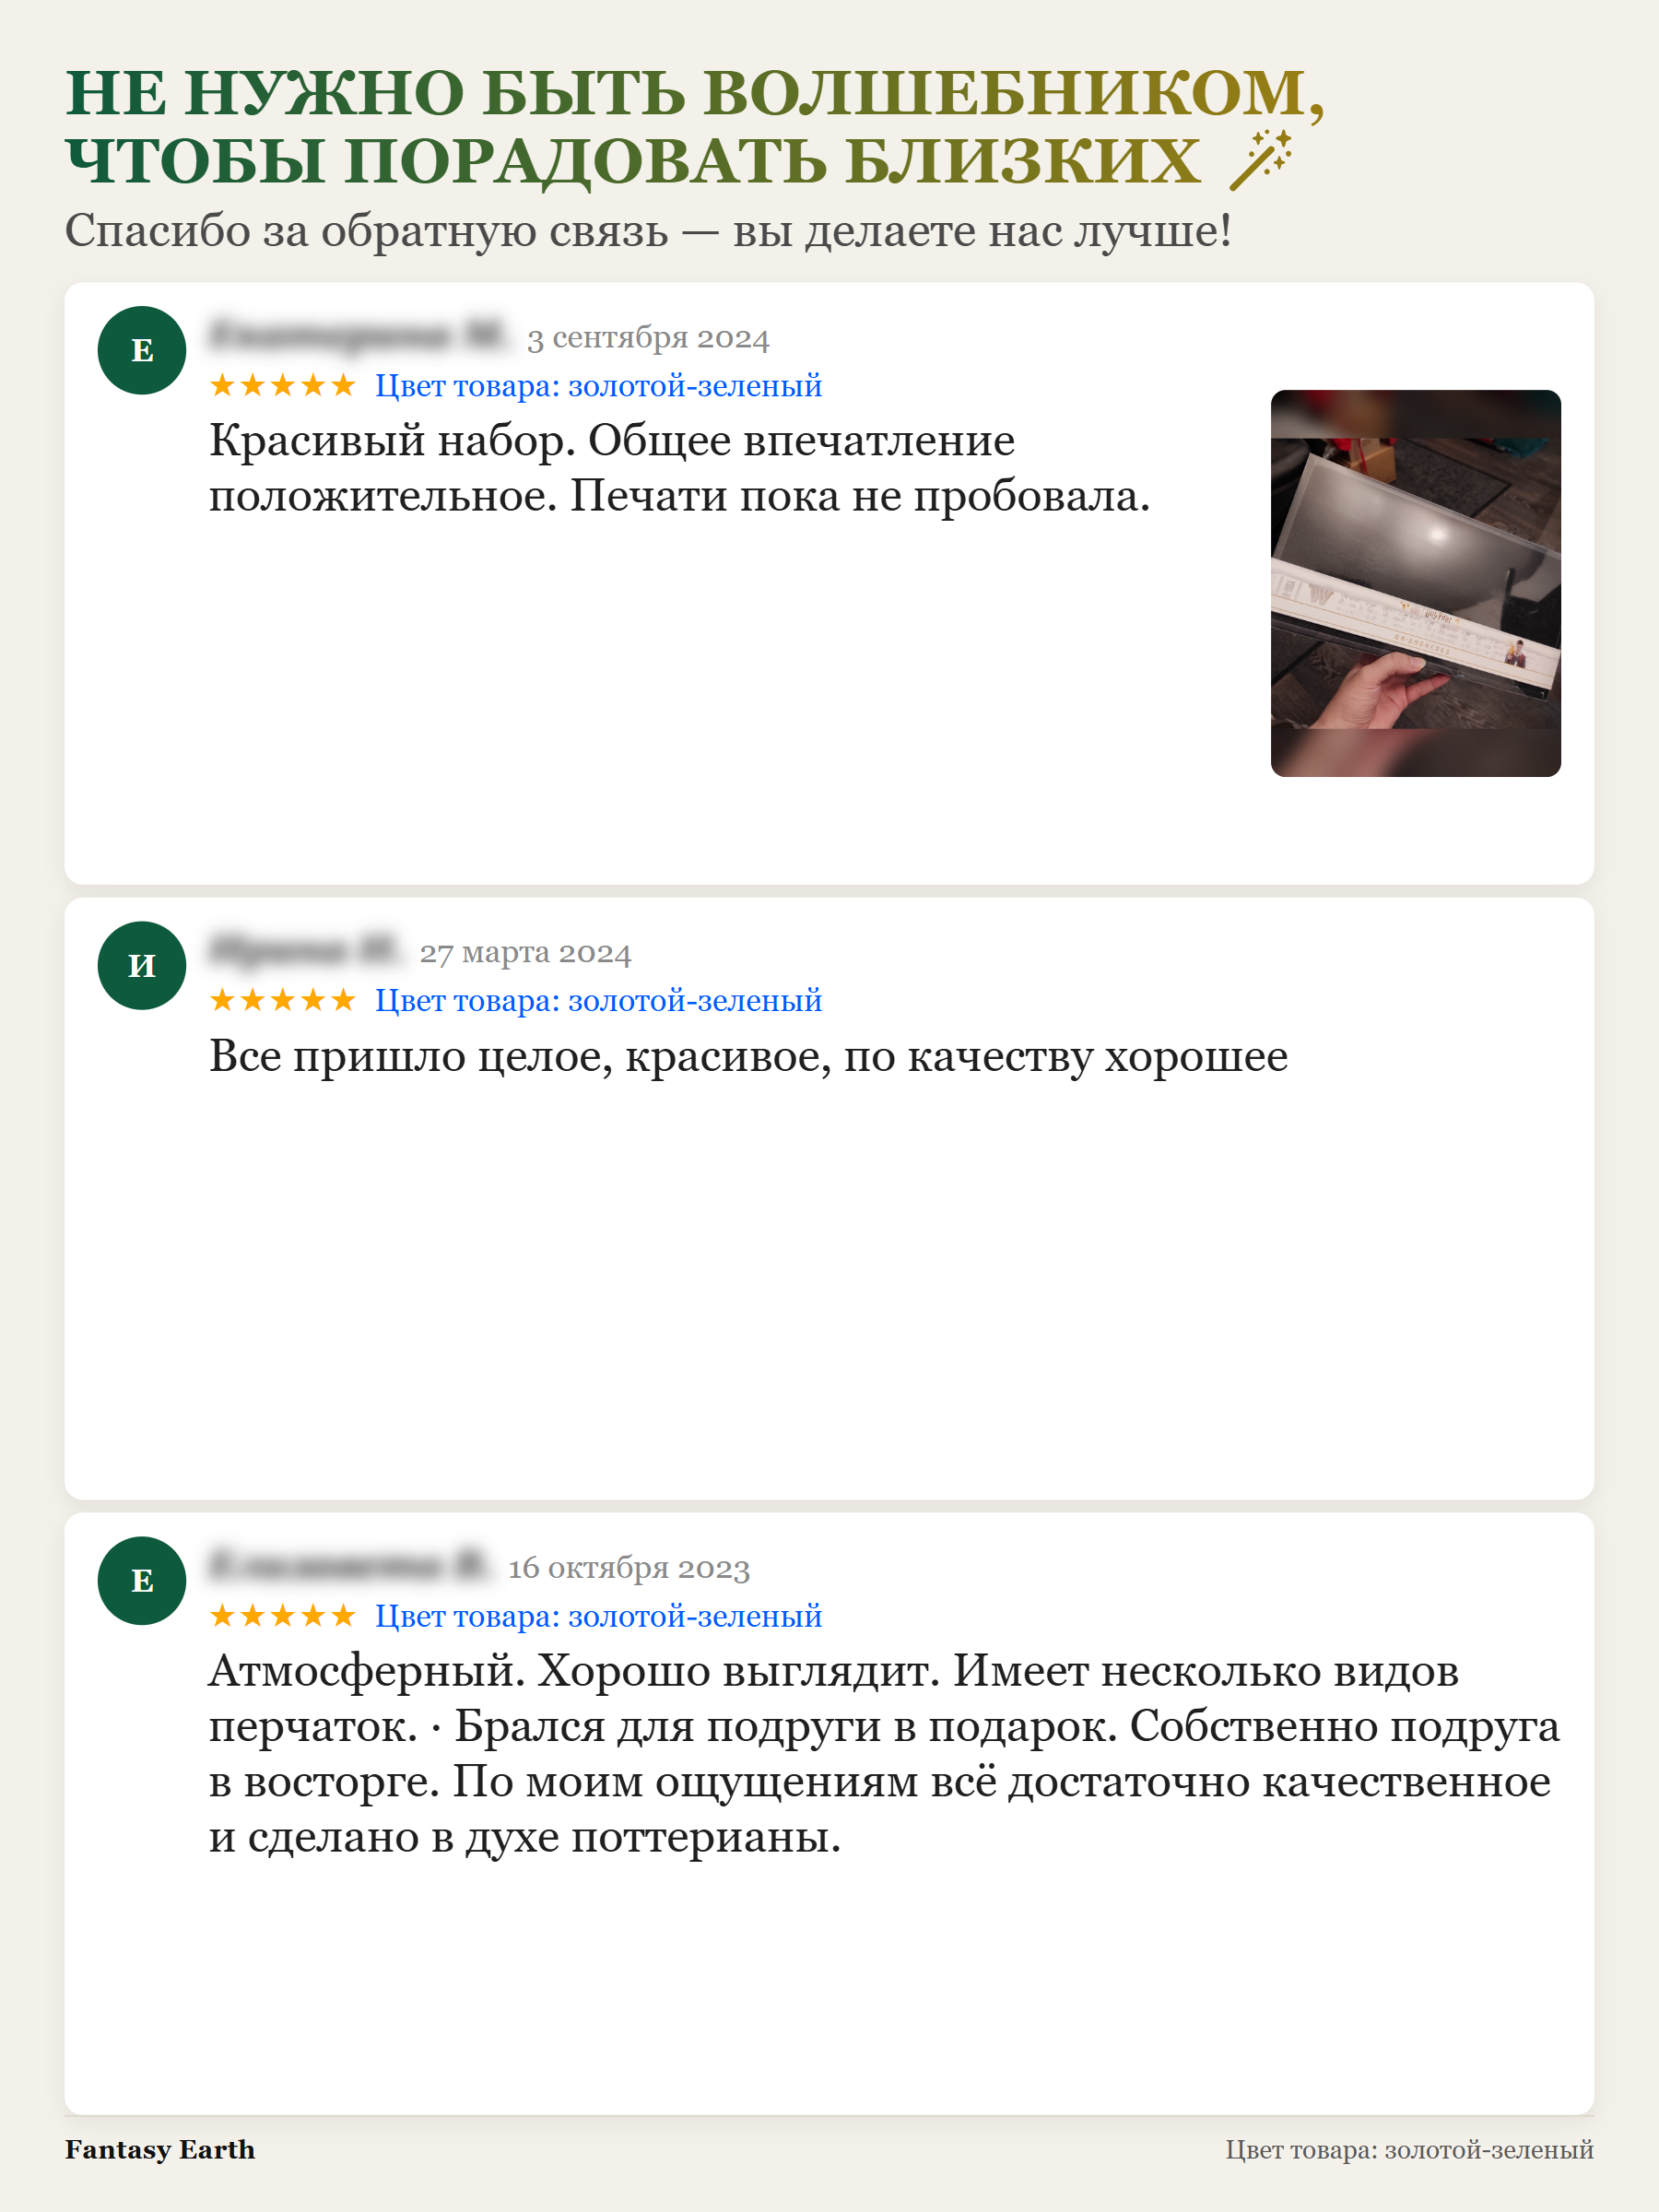 НЕ НУЖНО БЫТЬ ВОЛШЕБНИКОМ,
ЧТОБЫ ПОРАДОВАТЬ БЛИЗКИХ
Спасибо за обратную связь — вы делаете нас лучше!
Е
3 сентября 2024
★★★★★ Цвет товара: золотой-зеленый
Красивый набор. Общее впечатление
положительное. Печати пока не пробовала.
И
27 марта 2024
★★★★★ Цвет товара: золотой-зеленый
Все пришло целое, красивое, по качеству хорошее
Е
16 октября 2023
★★★★★ Цвет товара: золотой-зеленый
Атмосферный. Хорошо выглядит. Имеет несколько видов
перчаток. · Брался для подруги в подарок. Собственно подруга
в восторге. По моим ощущениям всё достаточно качественное
и сделано в духе поттерианы.
Fantasy Earth
Цвет товара: золотой-зеленый